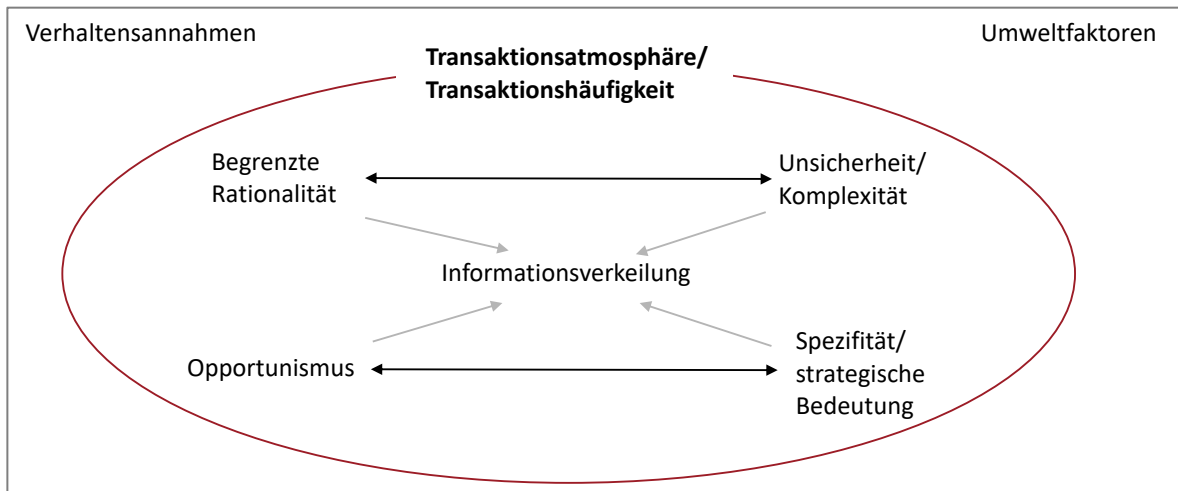 Verhaltensannahmen
Umweltfaktoren
Transaktionsatmosphäre/
Transaktionshäufigkeit
Begrenzte
Rationalität
Unsicherheit/
Komplexität
Informationsverkeilung
Opportunismus
Spezifität/
strategische
Bedeutung